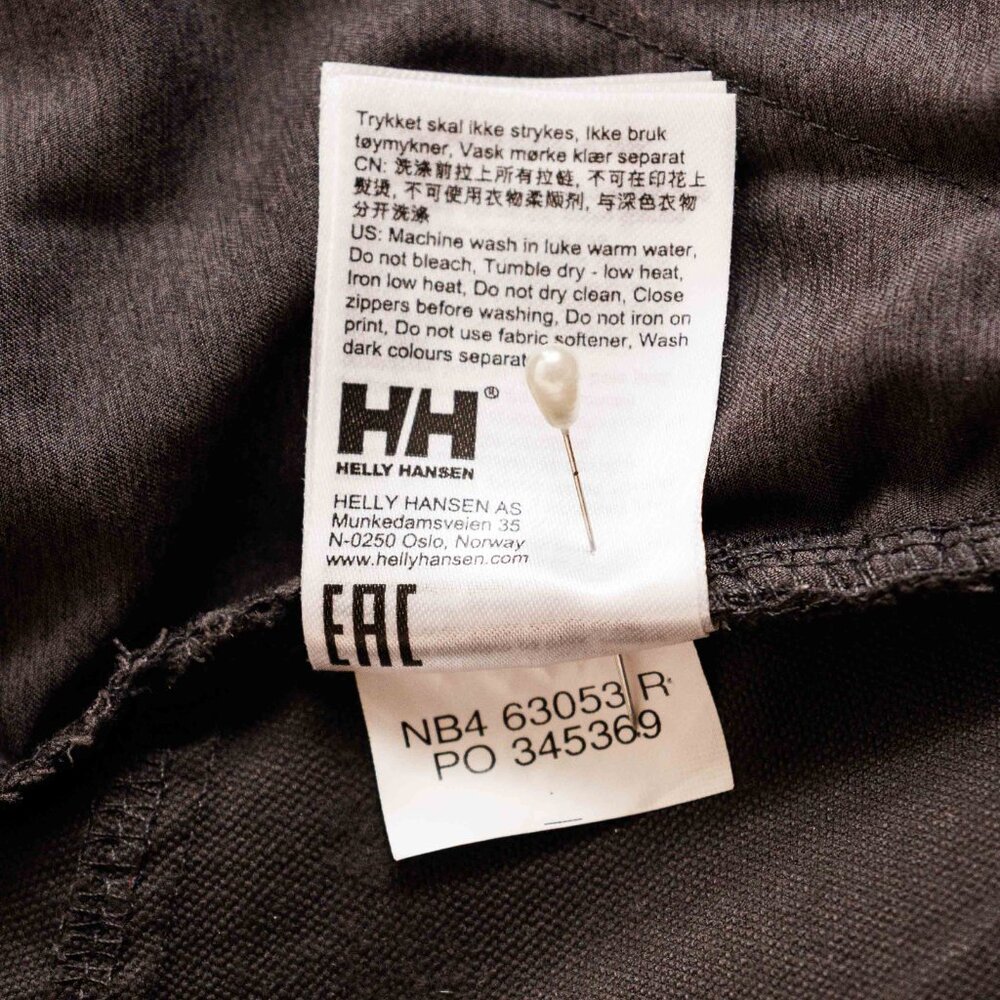 Trykket skal ikke strykes, Ikke bruk
tøymykner, Vask mørke klær separat
CN: 洗涤前拉上所有拉链, 不可在印花上
熨烫, 不可使用衣物柔顺剂, 与深色衣物
分开洗涤
US: Machine wash in luke warm water,
Do not bleach, Tumble dry - low heat,
Iron low heat, Do not dry clean, Close
zippers before washing, Do not iron on
print, Do not use fabric softener, Wash
dark colours separat
HH®
HELLY HANSEN
HELLY HANSEN AS
Munkedamsveien 35
N-0250 Oslo, Norway
www.hellyhansen.com
EAC
NB4 63053 R
PO 345369